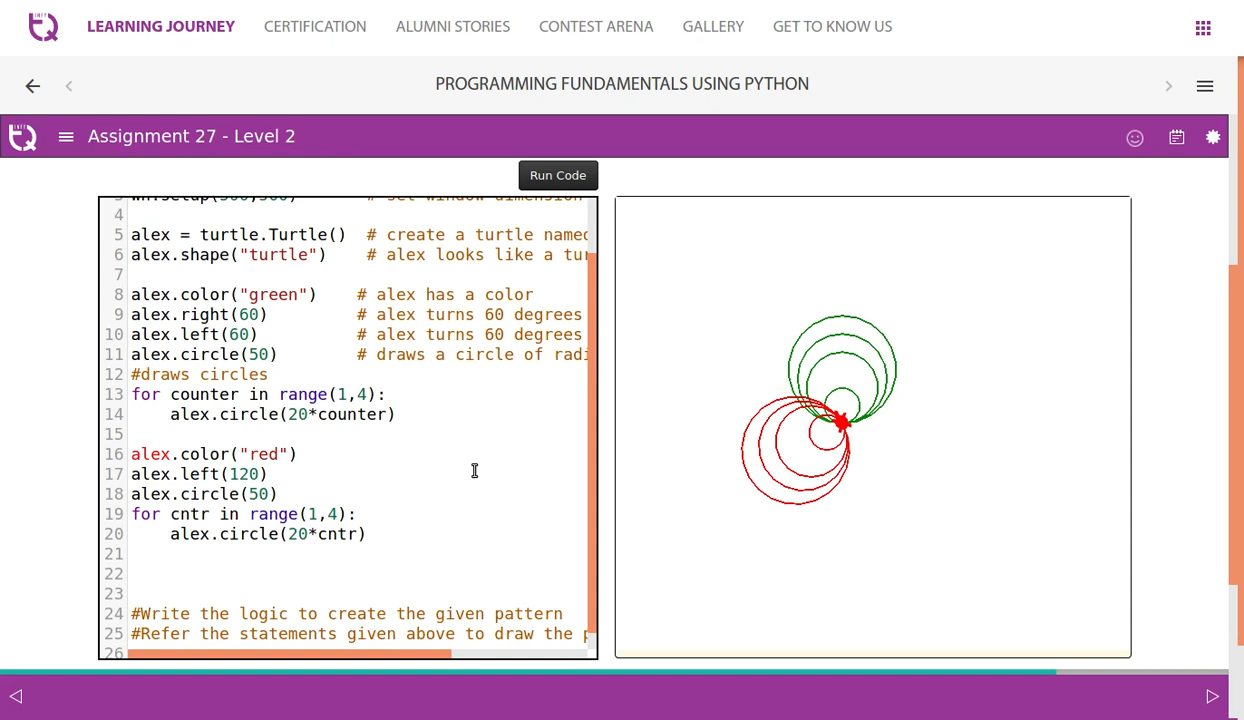 LEARNING JOURNEY CERTIFICATION ALUMNI STORIES CONTEST ARENA GALLERY GET TO KNOW US
PROGRAMMING FUNDAMENTALS USING PYTHON
Assignment 27 - Level 2
Run Code
4
5 alex = turtle.Turtle() # create a turtle named
6 alex.shape("turtle") # alex looks like a tur
7
8 alex.color("green") # alex has a color
9 alex.right(60) # alex turns 60 degrees
10 alex.left(60) # alex turns 60 degrees
11 alex.circle(50) # draws a circle of radi
12 #draws circles
13 for counter in range(1,4):
14 alex.circle(20*counter)
15
16 alex.color("red")
17 alex.left(120)
18 alex.circle(50)
19 for cntr in range(1,4):
20 alex.circle(20*cntr)
21
22
23
24 #Write the logic to create the given pattern
25 #Refer the statements given above to draw the p
26